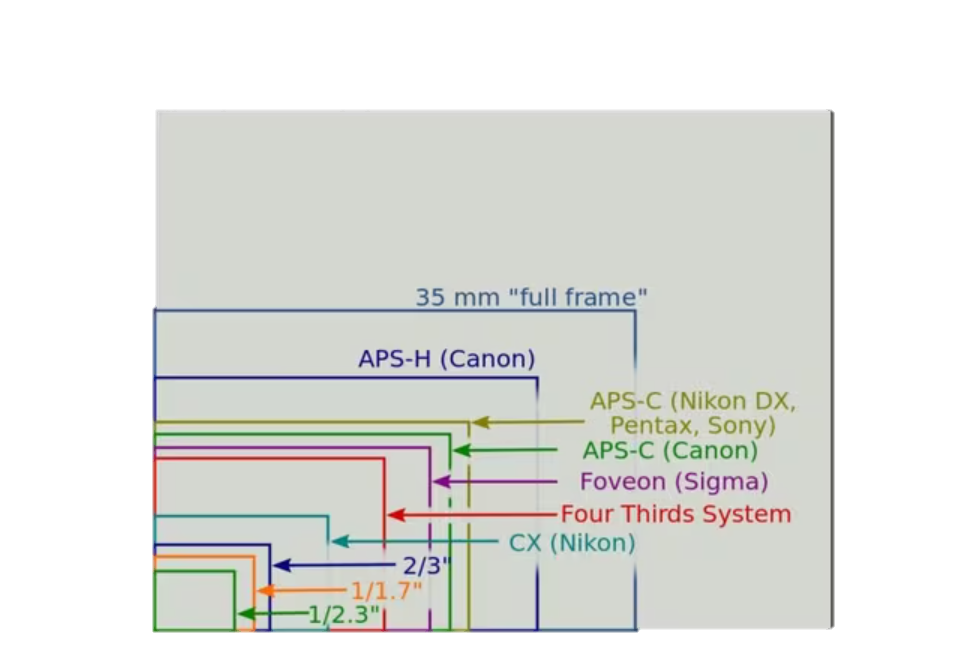 35 mm "full frame"
APS-H (Canon)
APS-C (Nikon DX,
Pentax, Sony)
APS-C (Canon)
Foveon (Sigma)
Four Thirds System
CX (Nikon)
2/3"
1/1.7"
1/2.3"